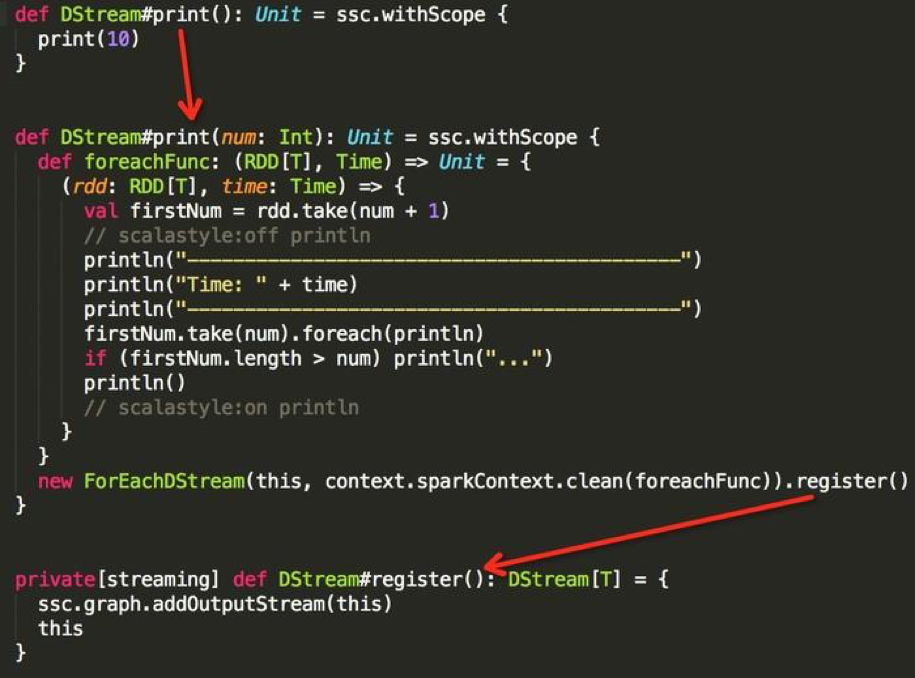 def DStream#print(): Unit = ssc.withScope {
  print(10)
}
def DStream#print(num: Int): Unit = ssc.withScope {
  def foreachFunc: (RDD[T], Time) => Unit = {
    (rdd: RDD[T], time: Time) => {
      val firstNum = rdd.take(num + 1)
      // scalastyle:off println
      println("-------------------------------------------")
      println("Time: " + time)
      println("-------------------------------------------")
      firstNum.take(num).foreach(println)
      if (firstNum.length > num) println("...")
      println()
      // scalastyle:on println
    }
  }
  new ForEachDStream(this, context.sparkContext.clean(foreachFunc)).register()
}
private[streaming] def DStream#register(): DStream[T] = {
  ssc.graph.addOutputStream(this)
  this
}